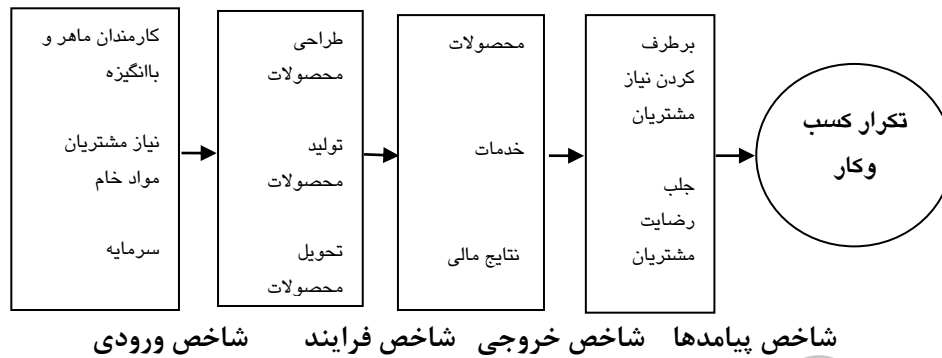 کارمندان ماهر و
باانگیزه
نیاز مشتریان
مواد خام
سرمایه
طراحی
محصولات
تولید
محصولات
تحویل
محصولات
محصولات
خدمات
نتایج مالی
برطرف
کردن نیاز
مشتریان
جلب
رضایت
مشتریان
تکرار کسب
وکار
شاخص ورودی
شاخص فرایند
شاخص خروجی
شاخص پیامدها